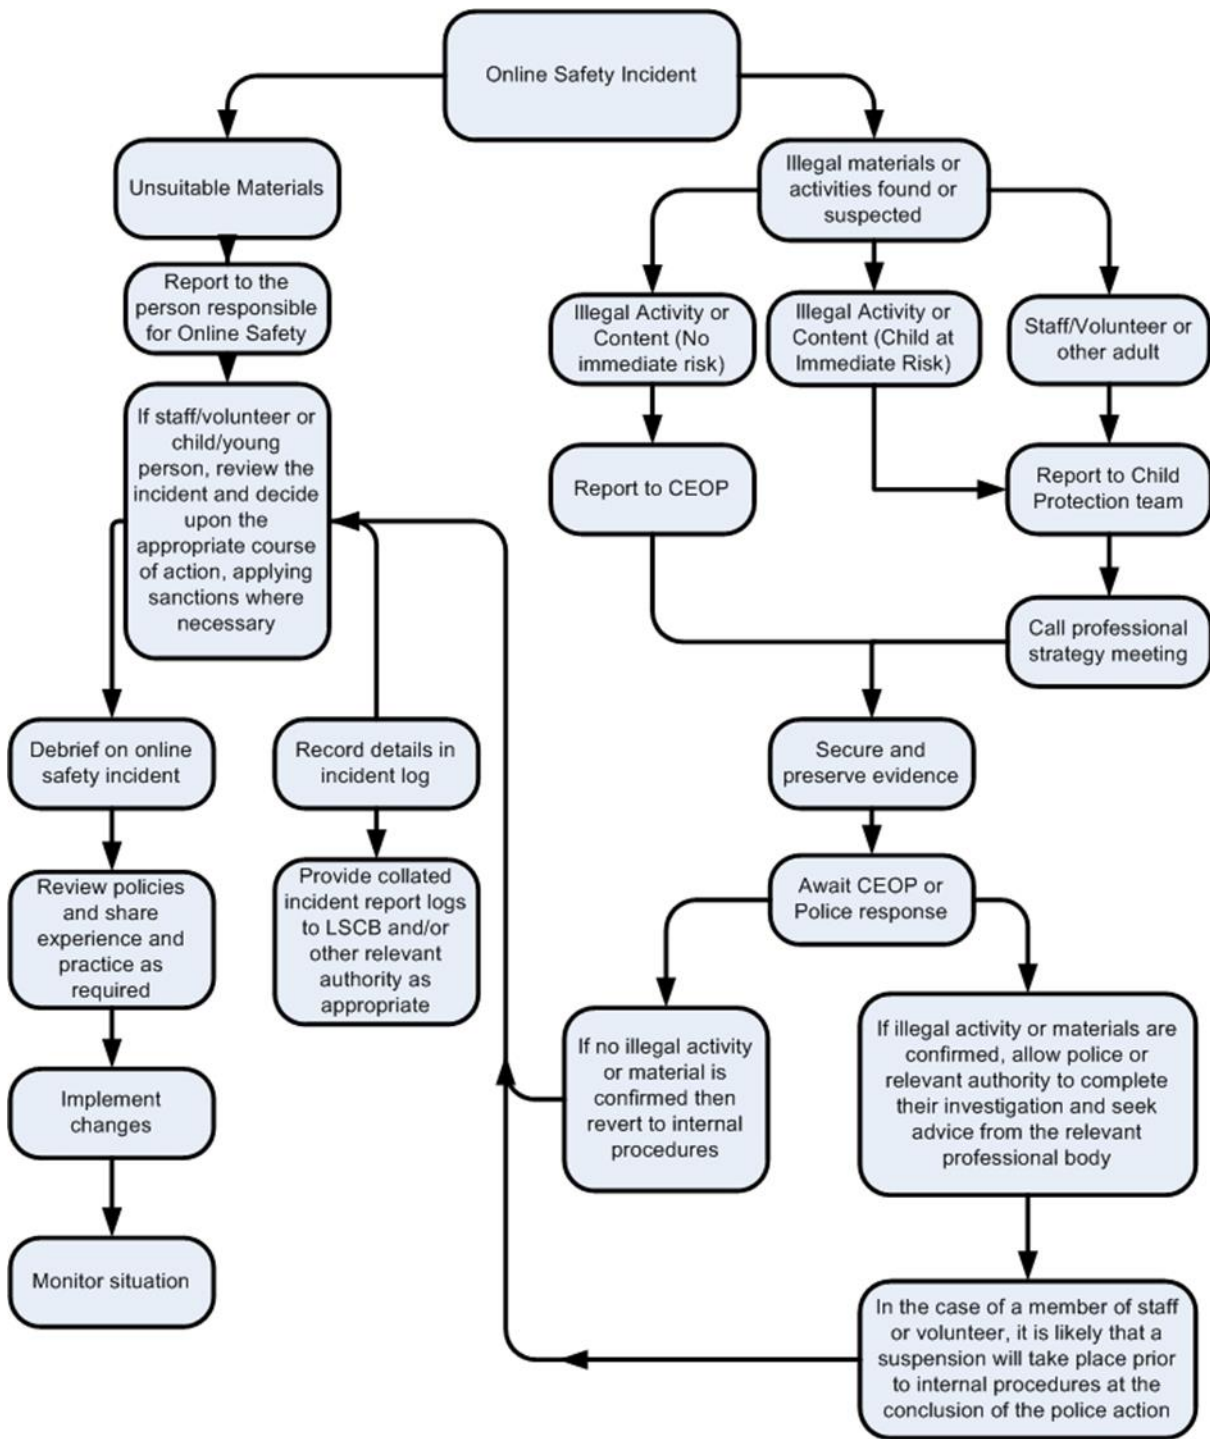 Online Safety Incident
Unsuitable Materials
Illegal materials or
activities found or
suspected
Report to the
person responsible
for Online Safety
Illegal Activity or
Content (No
immediate risk)
Illegal Activity or
Content (Child at
Immediate Risk)
Staff/Volunteer or
other adult
If staff/volunteer or
child/young
person, review the
incident and decide
upon the
appropriate course
of action, applying
sanctions where
necessary
Report to CEOP
Report to Child
Protection team
Call professional
strategy meeting
Debrief on online
safety incident
Record details in
incident log
Secure and
preserve evidence
Review policies
and share
experience and
practice as
required
Provide collated
incident report logs
to LSCB and/or
other relevant
authority as
appropriate
Await CEOP or
Police response
If no illegal activity
or material is
confirmed then
revert to internal
procedures
If illegal activity or materials are
confirmed, allow police or
relevant authority to complete
their investigation and seek
advice from the relevant
professional body
Implement
changes
Monitor situation
In the case of a member of staff
or volunteer, it is likely that a
suspension will take place prior
to internal procedures at the
conclusion of the police action